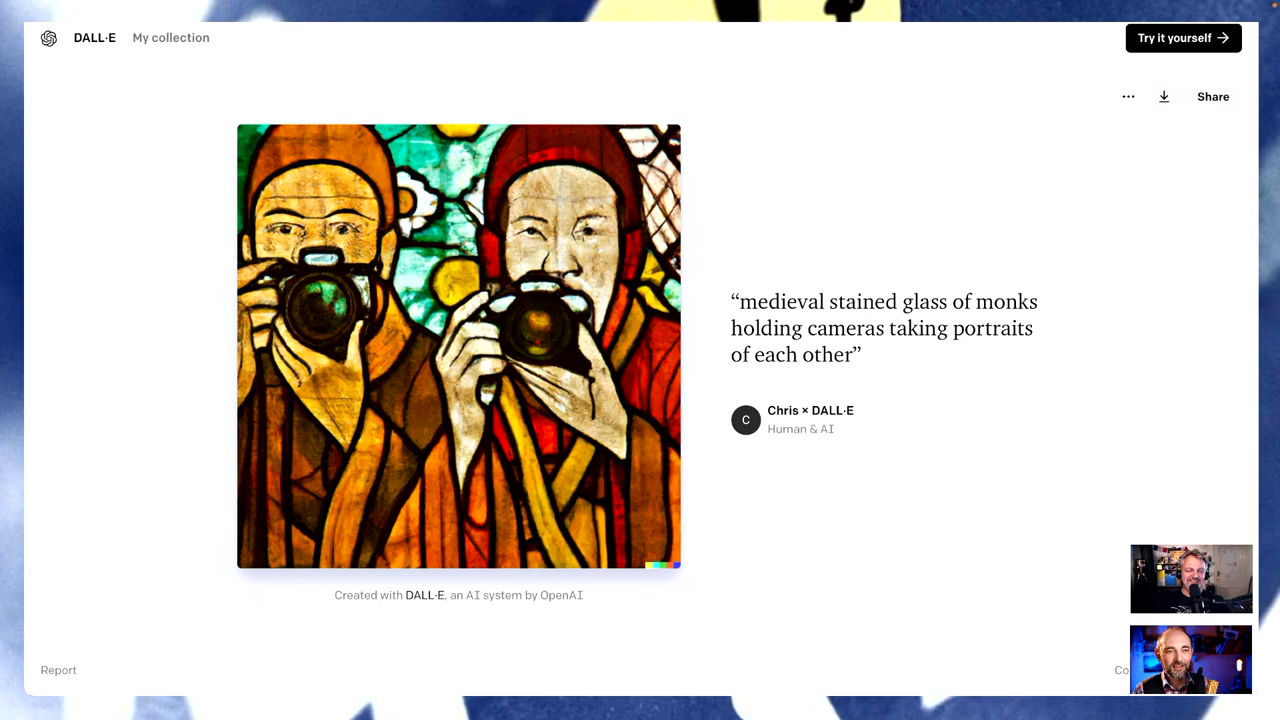 DALL·E My collection Try it yourself →
Share
“medieval stained glass of monks
holding cameras taking portraits
of each other”
C
Chris × DALL·E
Human & AI
Created with DALL·E, an AI system by OpenAI
Report
Co